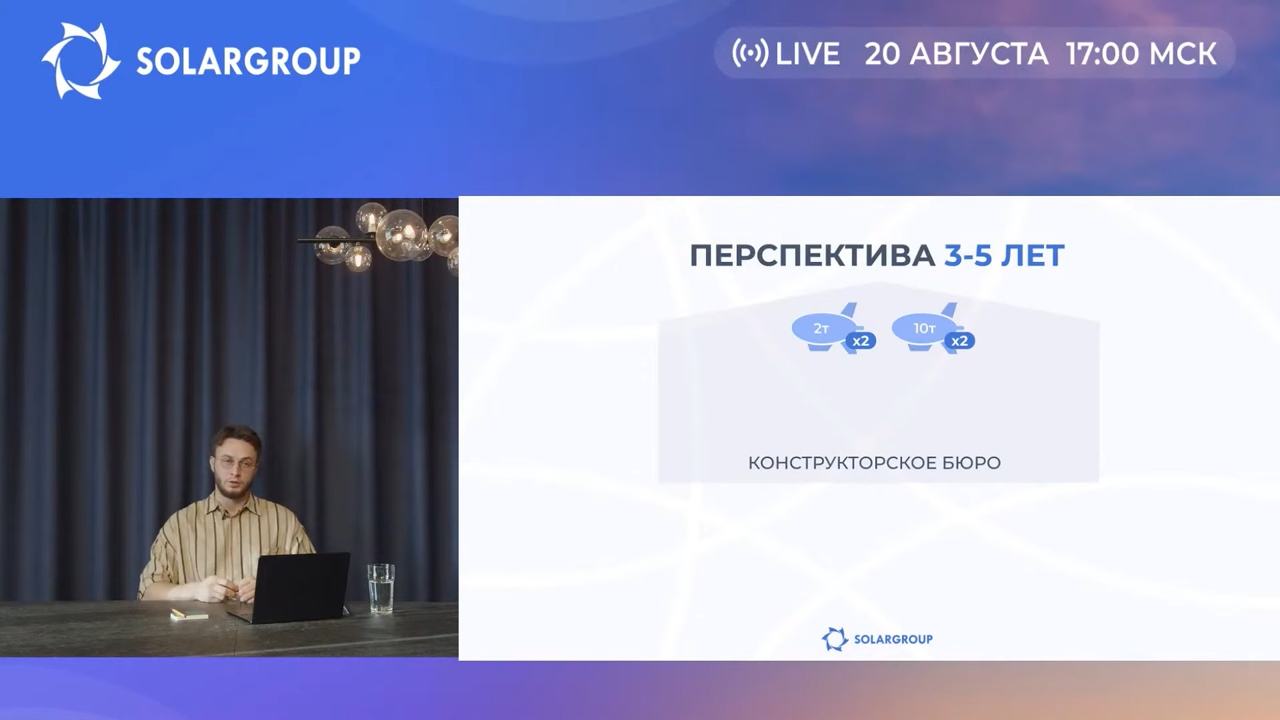 SOLARGROUP
LIVE 20 АВГУСТА 17:00 МСК
ПЕРСПЕКТИВА 3-5 ЛЕТ
2т x2 10т x2
КОНСТРУКТОРСКОЕ БЮРО
SOLARGROUP